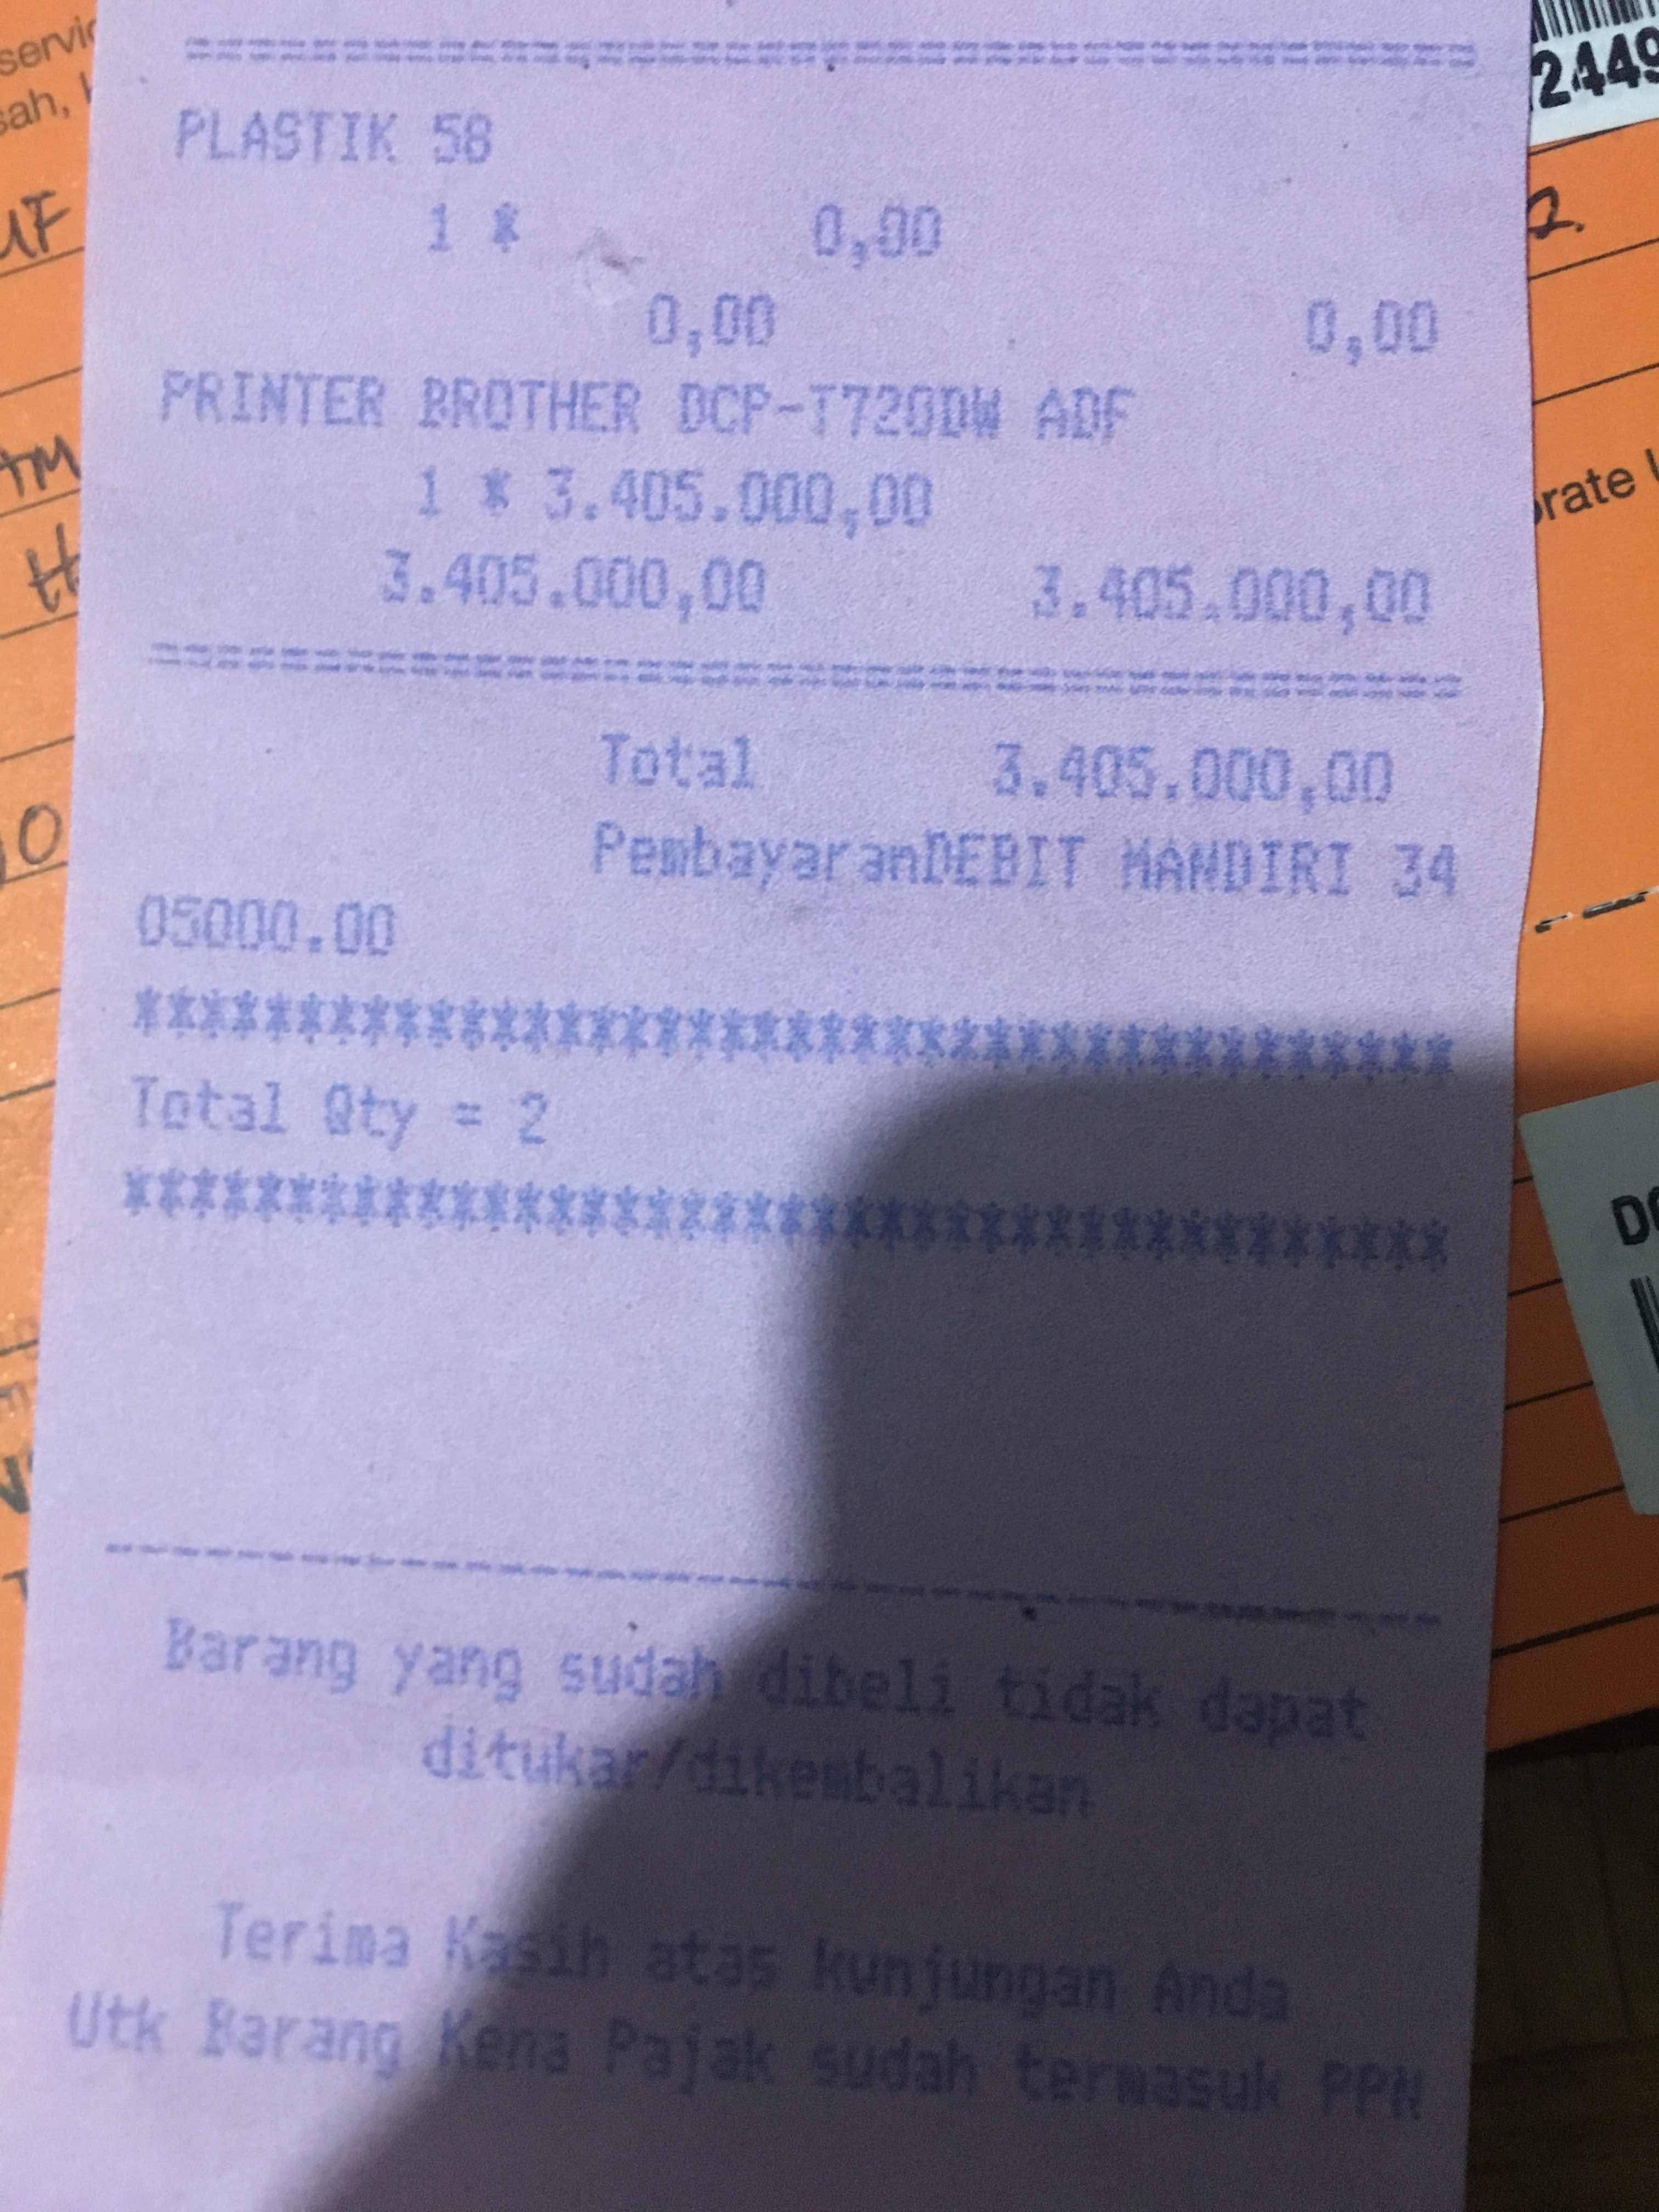 ================================================
PLASTIK 58
1 * 0,00
0,00 0,00
PRINTER BROTHER DCP-T720DW ADF
1 * 3.405.000,00
3.405.000,00 3.405.000,00
================================================
Total 3.405.000,00
PembayaranDEBIT MANDIRI 34
05000.00
****************************************
Total Qty = 2
****************************************
----------------------------------------
Barang yang sudah dibeli tidak dapat
ditukar/dikembalikan
Terima Kasih atas kunjungan Anda
Utk Barang Kena Pajak sudah termasuk PPN
2449